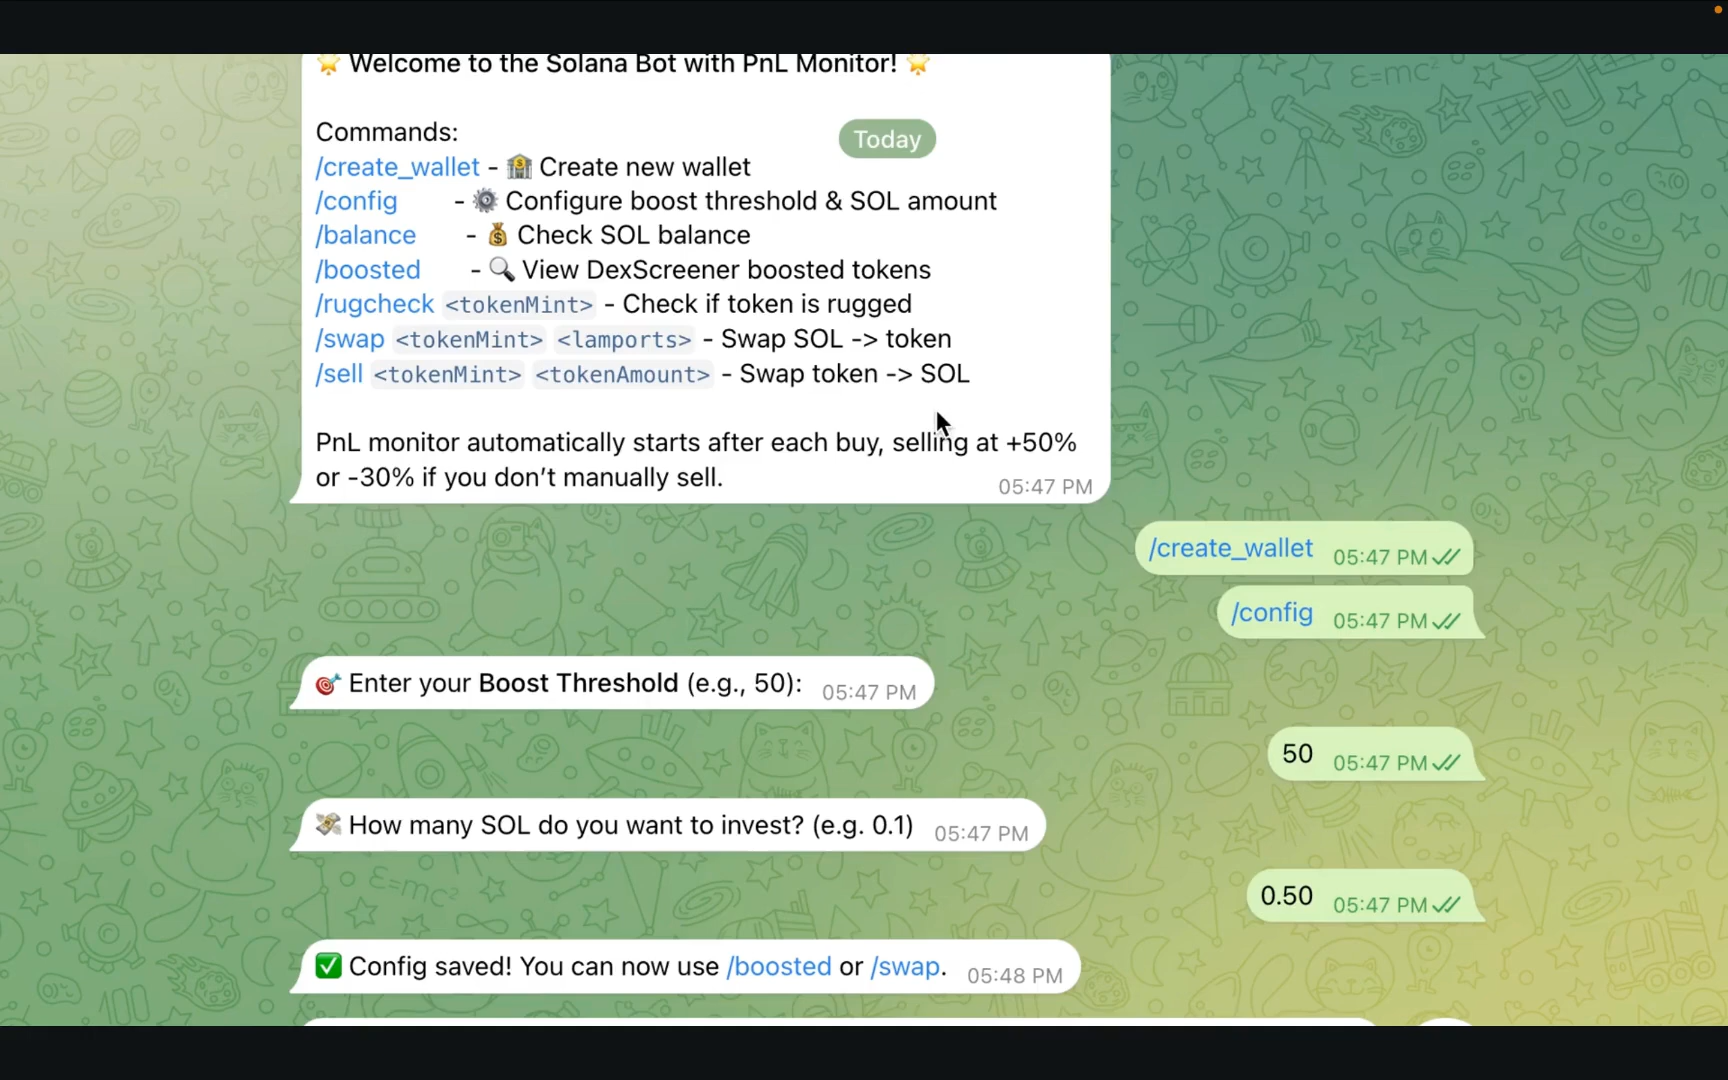 🌟 Welcome to the Solana Bot with PnL Monitor! 🌟
Today
Commands:
/create_wallet - 🏦 Create new wallet
/config - ⚙️ Configure boost threshold & SOL amount
/balance - 💰 Check SOL balance
/boosted - 🔍 View DexScreener boosted tokens
/rugcheck <tokenMint> - Check if token is rugged
/swap <tokenMint> <lamports> - Swap SOL -> token
/sell <tokenMint> <tokenAmount> - Swap token -> SOL
PnL monitor automatically starts after each buy, selling at +50%
or -30% if you don’t manually sell. 05:47 PM
/create_wallet 05:47 PM
/config 05:47 PM
🎯 Enter your Boost Threshold (e.g., 50): 05:47 PM
50 05:47 PM
💸 How many SOL do you want to invest? (e.g. 0.1) 05:47 PM
0.50 05:47 PM
✅ Config saved! You can now use /boosted or /swap. 05:48 PM